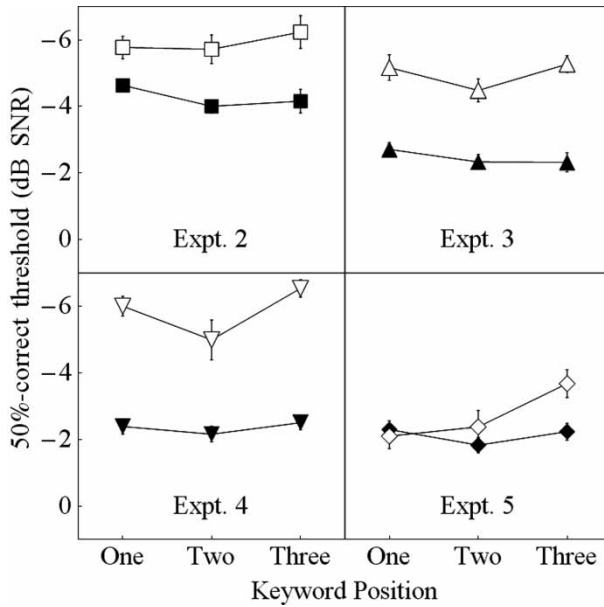 50%-correct threshold (dB SNR)
−6
−4
−2
0
Expt. 2
Expt. 3
−6
−4
−2
0
Expt. 4
Expt. 5
One Two Three One Two Three
Keyword Position